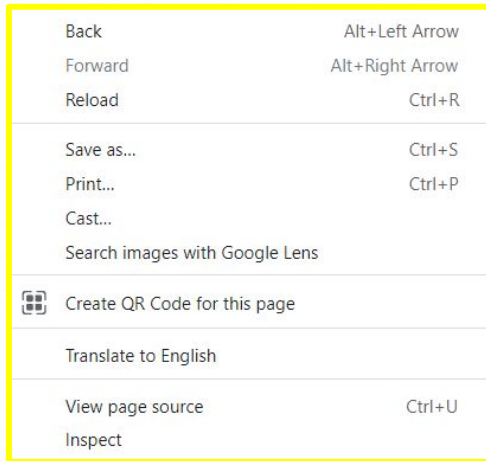 Back Alt+Left Arrow
Forward Alt+Right Arrow
Reload Ctrl+R
Save as... Ctrl+S
Print... Ctrl+P
Cast...
Search images with Google Lens
Create QR Code for this page
Translate to English
View page source Ctrl+U
Inspect